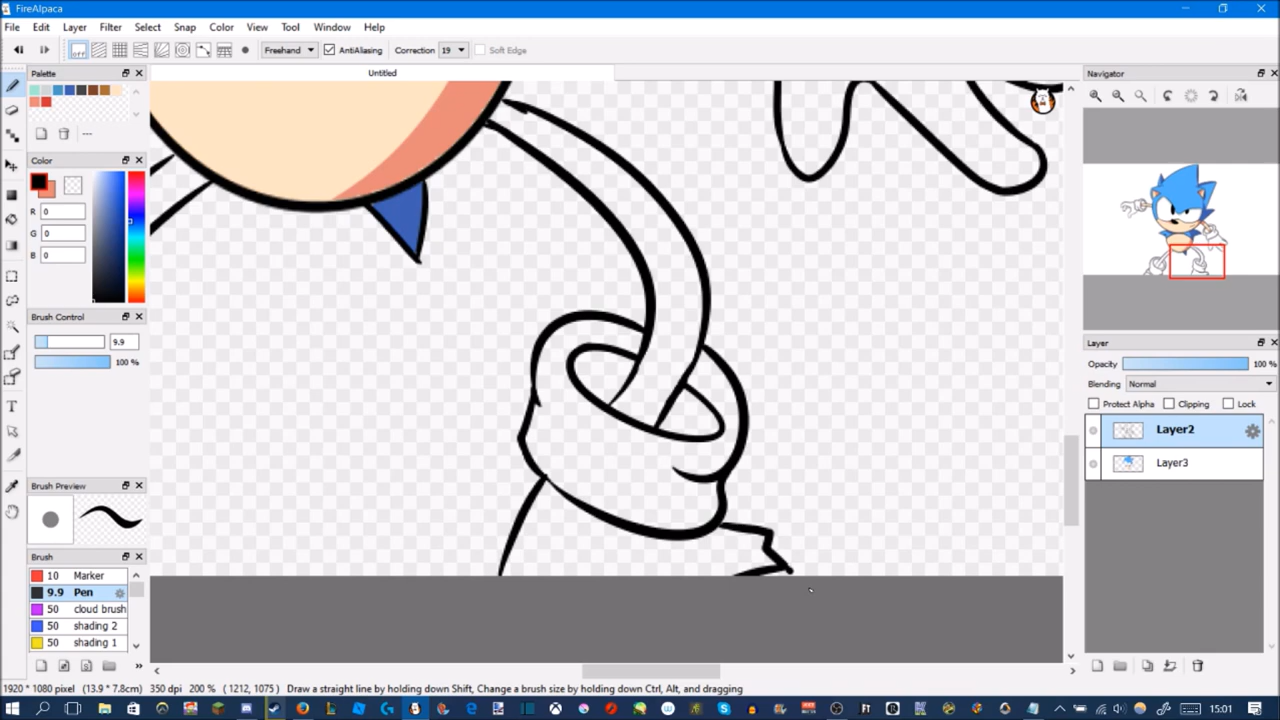 FireAlpaca
File Edit Layer Filter Select Snap Color View Tool Window Help
OFF Freehand AntiAliasing Correction 19 Soft Edge
Palette
Untitled
Navigator
---
Color
R 0
G 0
B 0
Brush Control
9.9
100 %
Layer
Opacity 100 %
Blending Normal
Protect Alpha Clipping Lock
Layer2
Layer3
Brush Preview
Brush
10 Marker
9.9 Pen
50 cloud brush
50 shading 2
50 shading 1
1920 * 1080 pixel (13.9 * 7.8cm) 350 dpi 200 % ( 1212, 1075 ) Draw a straight line by holding down Shift, Change a brush size by holding down Ctrl, Alt, and dragging
15:01